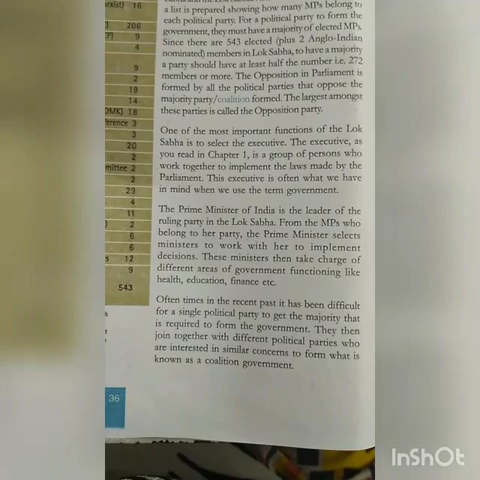 a list is prepared showing how many MPs belong to
each political party. For a political party to form the
government, they must have a majority of elected MPs.
Since there are 543 elected (plus 2 Anglo-Indian
nominated) members in Lok Sabha, to have a majority
a party should have at least half the number i.e. 272
members or more. The Opposition in Parliament is
formed by all the political parties that oppose the
majority party/coalition formed. The largest amongst
these parties is called the Opposition party.
One of the most important functions of the Lok
Sabha is to select the executive. The executive, as
you read in Chapter 1, is a group of persons who
work together to implement the laws made by the
Parliament. This executive is often what we have
in mind when we use the term government.
The Prime Minister of India is the leader of the
ruling party in the Lok Sabha. From the MPs who
belong to her party, the Prime Minister selects
ministers to work with her to implement
decisions. These ministers then take charge of
different areas of government functioning like
health, education, finance etc.
Often times in the recent past it has been difficult
for a single political party to get the majority that
is required to form the government. They then
join together with different political parties who
are interested in similar concerns to form what is
known as a coalition government.
16
206
9
4
9
2
19
14
DMK) 18
ference 3
3
20
2
mittee 2
2
23
4
11
2
6
6
s 12
9
543
36
InShOt